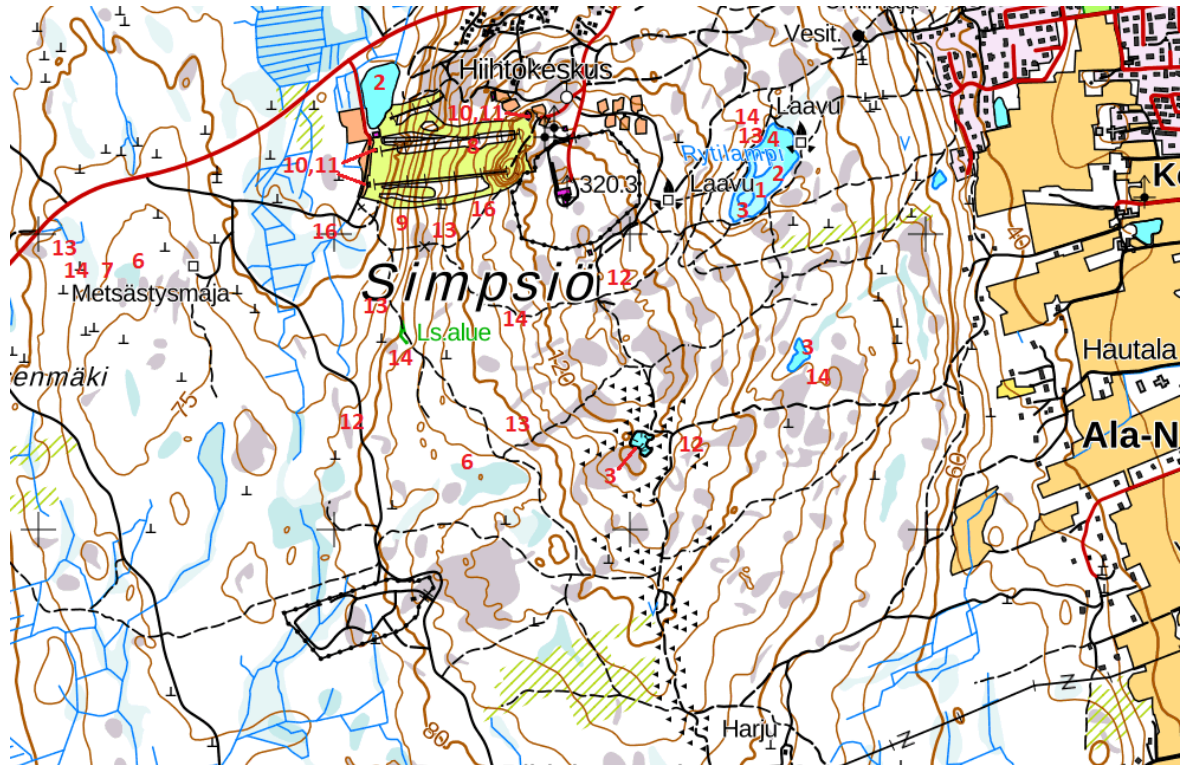 Vesit.
Hiihtokeskus
2
Laavu
10,11
14
13
4
8
Rytilampi
10,11
2
Laavu
320.3
1
3
Ke
16
9
16
13
40
13
14
7
6
12
Simpsiö
Metsästysmaja
13
14
Ls.alue
14
3
Hautala
120
14
enmäki
75
12
13
12
Ala-N
6
3
60
Z
Harju
80
Z